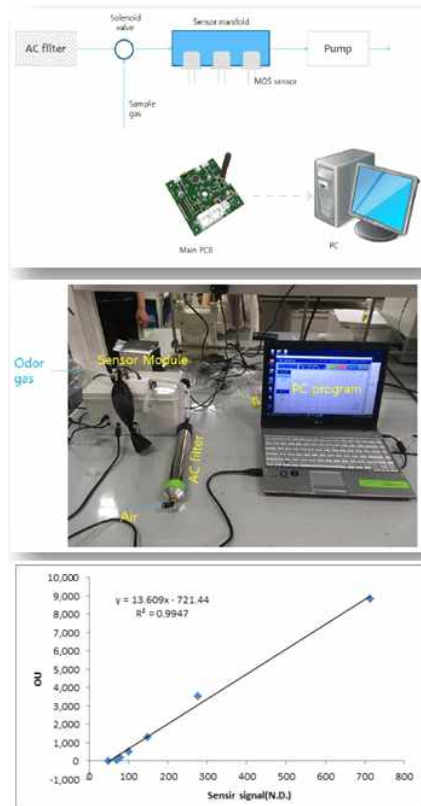 Solenoid
valve
Sensor manifold
AC filter
Pump
MOS sensor
Sample
gas
Main PCB
PC
Odor
gas
Sensor Module
PC program
AC filter
Air
10,000
9,000
8,000
7,000
6,000
5,000
4,000
3,000
2,000
1,000
0
-1,000
OU
y = 13.609x - 721.44
R² = 0.9947
0 100 200 300 400 500 600 700 800
Sensir signal(N.D.)